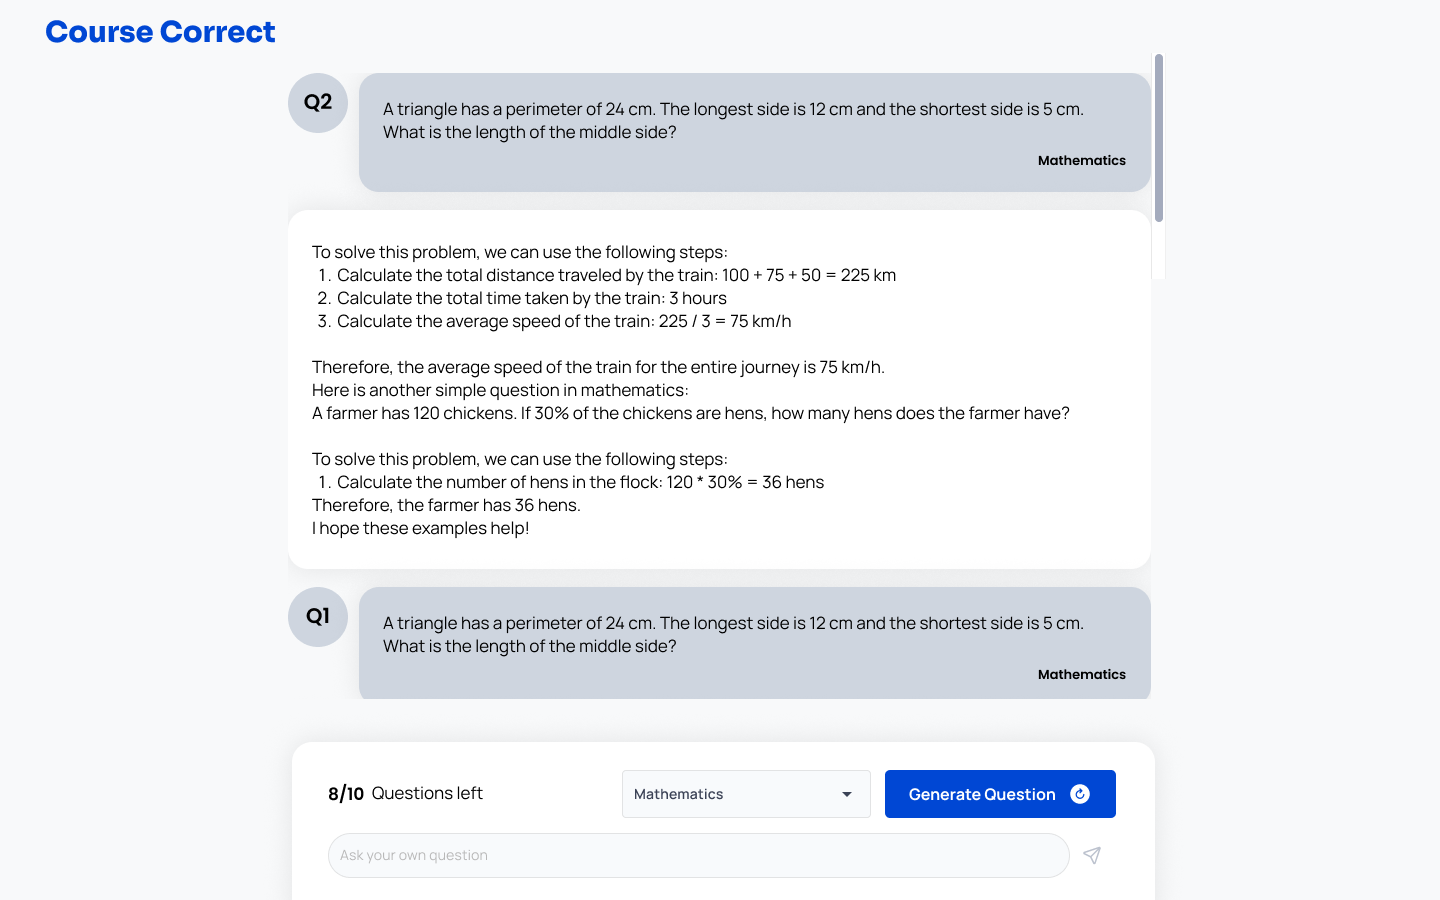 Course Correct
Q2
A triangle has a perimeter of 24 cm. The longest side is 12 cm and the shortest side is 5 cm.
What is the length of the middle side?
Mathematics
To solve this problem, we can use the following steps:
1. Calculate the total distance traveled by the train: 100 + 75 + 50 = 225 km
2. Calculate the total time taken by the train: 3 hours
3. Calculate the average speed of the train: 225 / 3 = 75 km/h
Therefore, the average speed of the train for the entire journey is 75 km/h.
Here is another simple question in mathematics:
A farmer has 120 chickens. If 30% of the chickens are hens, how many hens does the farmer have?
To solve this problem, we can use the following steps:
1. Calculate the number of hens in the flock: 120 * 30% = 36 hens
Therefore, the farmer has 36 hens.
I hope these examples help!
Q1
A triangle has a perimeter of 24 cm. The longest side is 12 cm and the shortest side is 5 cm.
What is the length of the middle side?
Mathematics
8/10 Questions left
Mathematics
Generate Question
Ask your own question